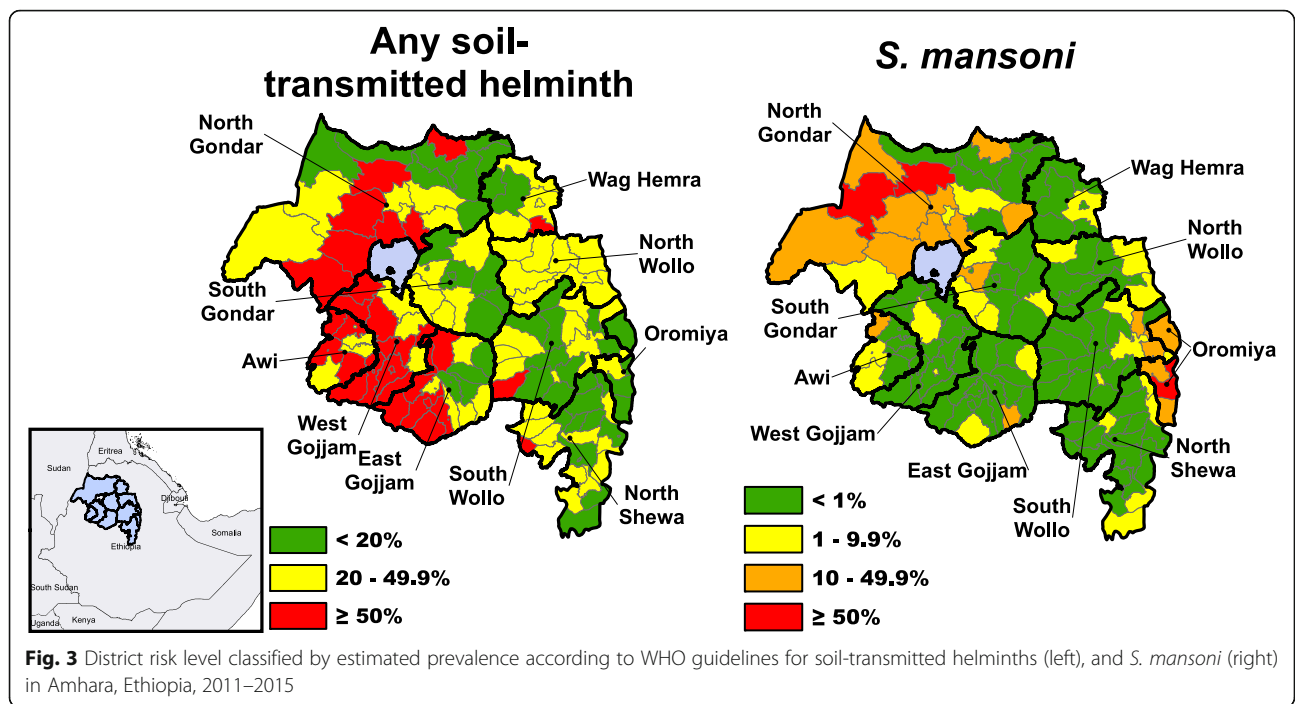 Any soil-
transmitted helminth
North
Gondar
Wag Hemra
North
Wollo
South
Gondar
Oromiya
Awi
West
Gojjam
East
Gojjam
South
Wollo
North
Shewa
< 20%
20 - 49.9%
≥ 50%
Sudan
Eritrea
Djibouti
Somalia
Ethiopia
South Sudan
Uganda
Kenya
S. mansoni
North
Gondar
Wag Hemra
North
Wollo
South
Gondar
Oromiya
Awi
West Gojjam
East Gojjam
North
Shewa
South
Wollo
< 1%
1 - 9.9%
10 - 49.9%
≥ 50%
Fig. 3 District risk level classified by estimated prevalence according to WHO guidelines for soil-transmitted helminths (left), and S. mansoni (right)
in Amhara, Ethiopia, 2011–2015